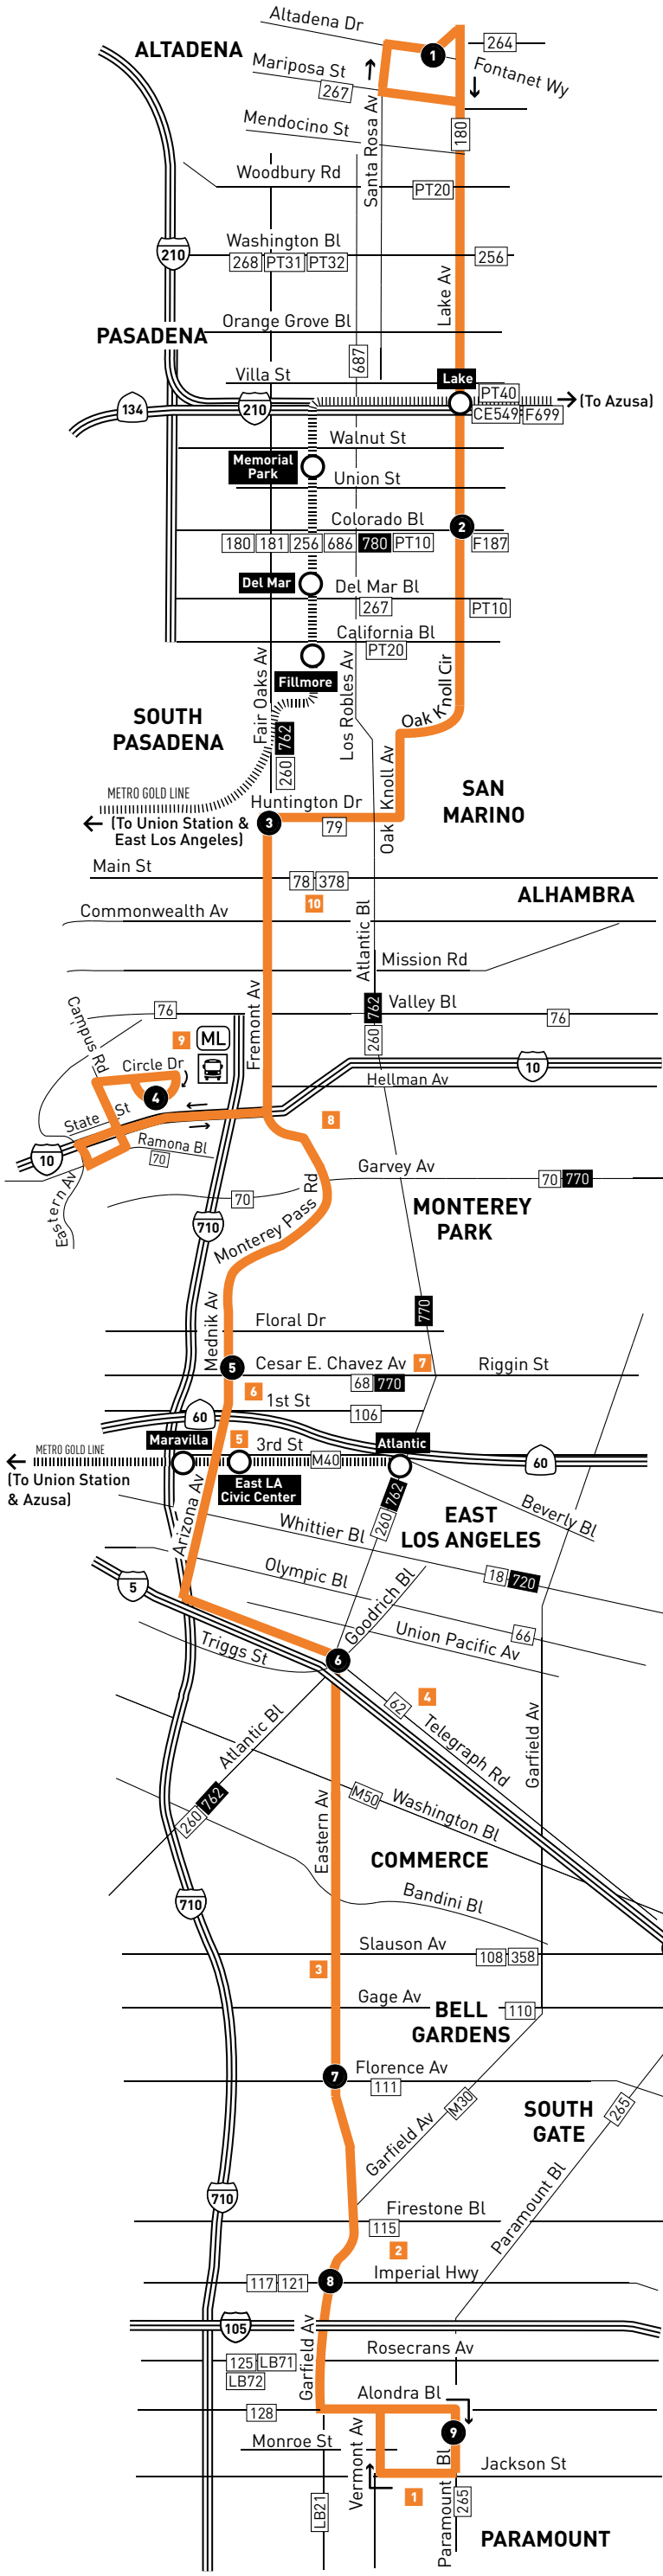 Altadena Dr
ALTADENA
1
264
Mariposa St
267
Fontanet Wy
Santa Rosa Av
Mendocino St
180
Woodbury Rd
PT20
Washington Bl
210
268 PT31 PT32
256
Lake Av
Orange Grove Bl
PASADENA
687
Villa St
Lake
PT40
134
210
(To Azusa)
CE549 F699
Walnut St
Memorial
Park
Union St
Colorado Bl
2
180 181 256 686 780 PT10
F187
Del Mar
Del Mar Bl
267
PT10
California Bl
PT20
Fillmore
Fair Oaks Av
Los Robles Av
Oak Knoll Cir
SOUTH
PASADENA
762
260
Oak Knoll Av
SAN
MARINO
METRO GOLD LINE
Huntington Dr
(To Union Station &
East Los Angeles)
3
79
Main St
78 378
ALHAMBRA
10
Commonwealth Av
Atlantic Bl
Mission Rd
Fremont Av
762
260
Valley Bl
76
76
Campus Rd
9
ML
Circle Dr
4
10
Hellman Av
State St
8
Ramona Bl
70
10
Garvey Av
70 770
Eastern Av
70
710
Monterey Pass Rd
MONTEREY
PARK
770
Mednik Av
Floral Dr
5
Cesar E. Chavez Av
7
Riggin St
68 770
6
1st St
106
60
Maravilla
5
3rd St
Atlantic
METRO GOLD LINE
M40
60
(To Union Station
& Azusa)
East LA
Civic Center
260 762
Arizona Av
EAST
LOS ANGELES
Beverly Bl
Whittier Bl
18 720
Olympic Bl
5
Goodrich Bl
66
Union Pacific Av
Triggs St
6
4
62
Telegraph Rd
Garfield Av
Atlantic Bl
260 762
M50
Washington Bl
Eastern Av
COMMERCE
Bandini Bl
710
Slauson Av
108 358
3
Gage Av
110
BELL
GARDENS
7
Florence Av
111
M30
Garfield Av
SOUTH
GATE
265
Paramount Bl
710
Firestone Bl
115
2
Imperial Hwy
117 121
8
105
Garfield Av
Rosecrans Av
125 LB71
LB72
Alondra Bl
128
9
Monroe St
Vermont Av
Jackson St
1
LB21
Paramount Bl
265
PARAMOUNT